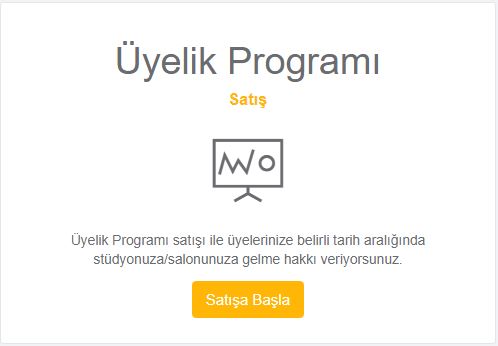 Üyelik Programı
Satış
Üyelik Programı satışı ile üyelerinize belirli tarih aralığında
stüdyonuza/salonunuza gelme hakkı veriyorsunuz.
Satışa Başla